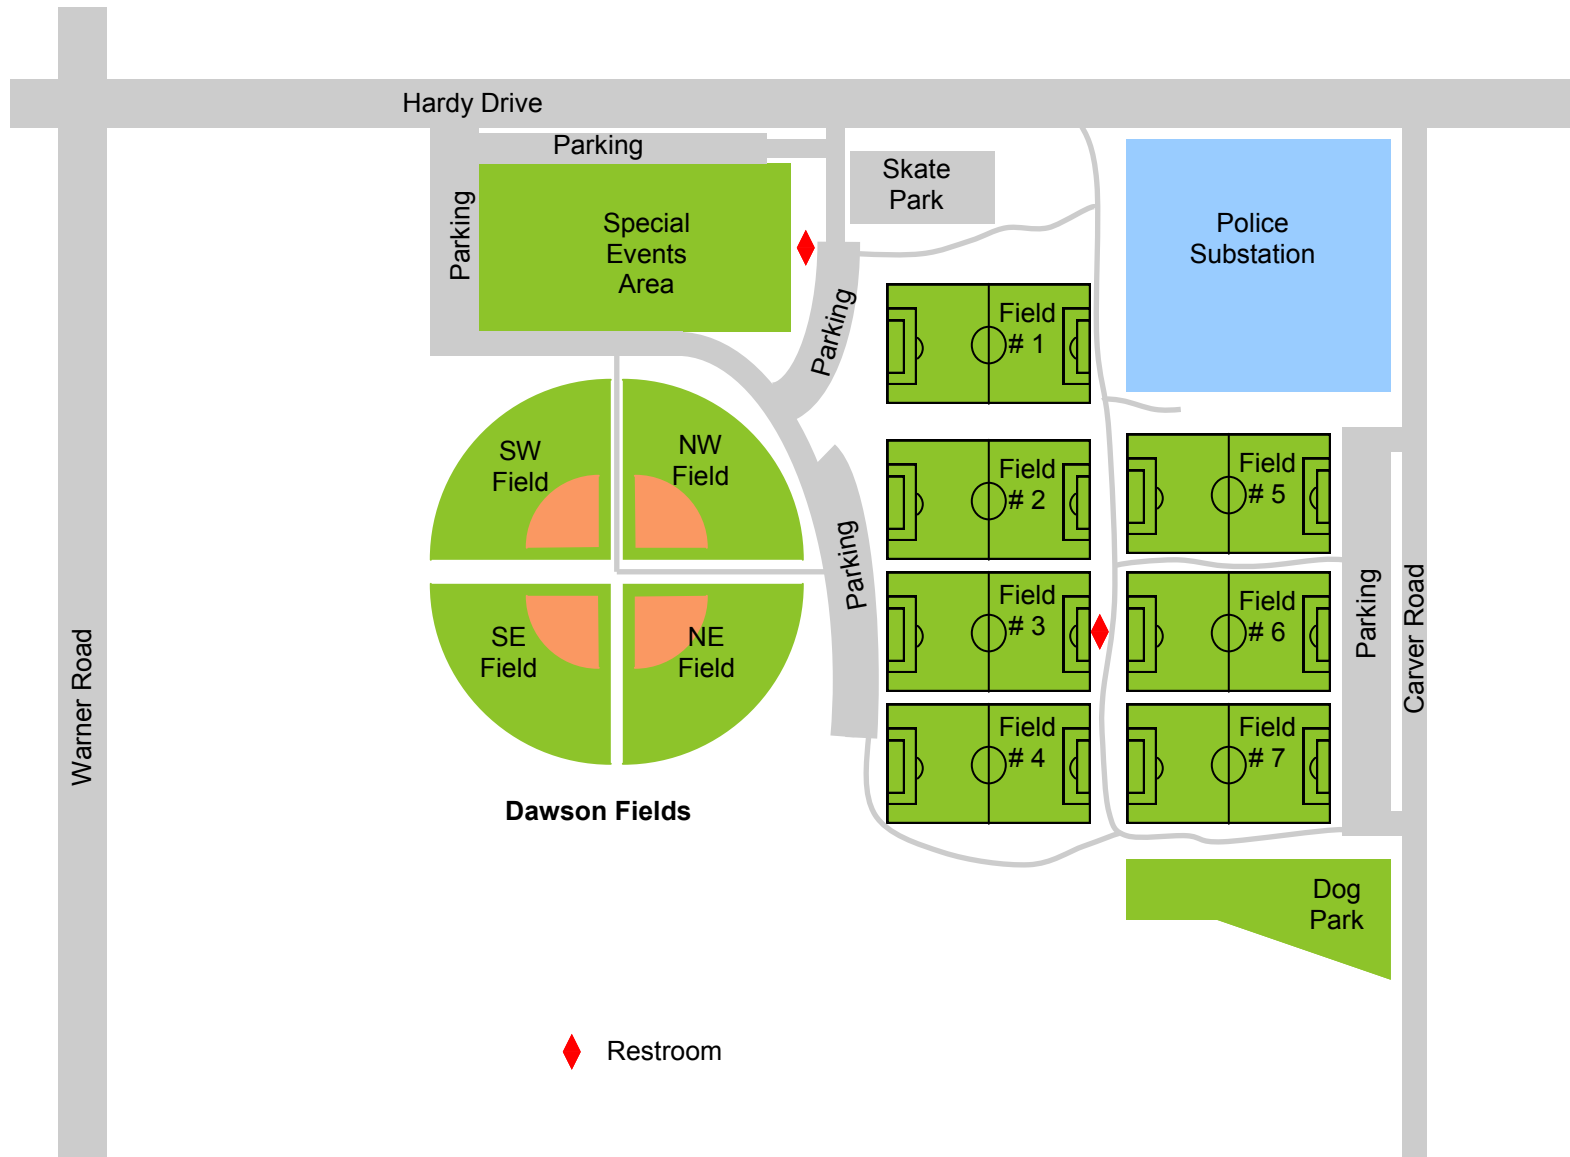 Hardy Drive
Parking
Skate
Park
Parking
Special
Events
Area
Police
Substation
Parking
Field
# 1
SW
Field
NW
Field
Field
# 2
Field
# 5
Parking
Field
# 3
Field
# 6
Parking
Carver Road
SE
Field
NE
Field
Warner Road
Field
# 4
Field
# 7
Dawson Fields
Dog
Park
Restroom